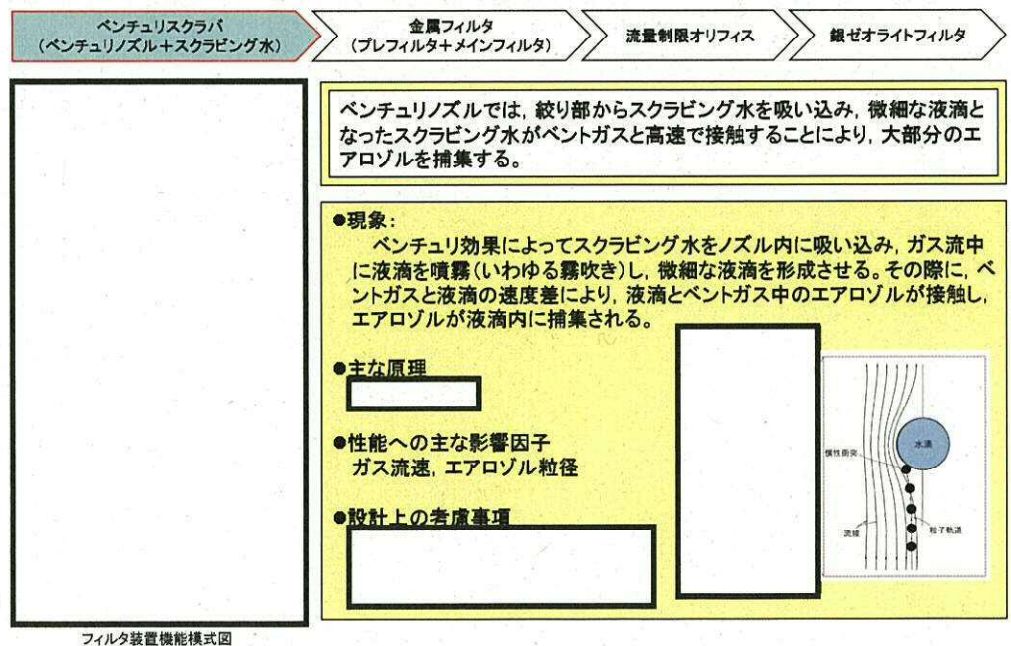 ベンチュリスクラバ
(ベンチュリノズル＋スクラビング水)
金属フィルタ
(プレフィルタ＋メインフィルタ)
流量制限オリフィス
銀ゼオライトフィルタ
ベンチュリノズルでは，絞り部からスクラビング水を吸い込み，微細な液滴と
なったスクラビング水がベントガスと高速で接触することにより，大部分のエ
アロゾルを捕集する。
●現象：
ベンチュリ効果によってスクラビング水をノズル内に吸い込み，ガス流中
に液滴を噴霧(いわゆる霧吹き)し，微細な液滴を形成させる。その際に，ベ
ントガスと液滴の速度差により，液滴とベントガス中のエアロゾルが接触し，
エアロゾルが液滴内に捕集される。
●主な原理
●性能への主な影響因子
ガス流速，エアロゾル粒径
●設計上の考慮事項
水滴
慣性衝突
流線
粒子軌道
フィルタ装置機能模式図